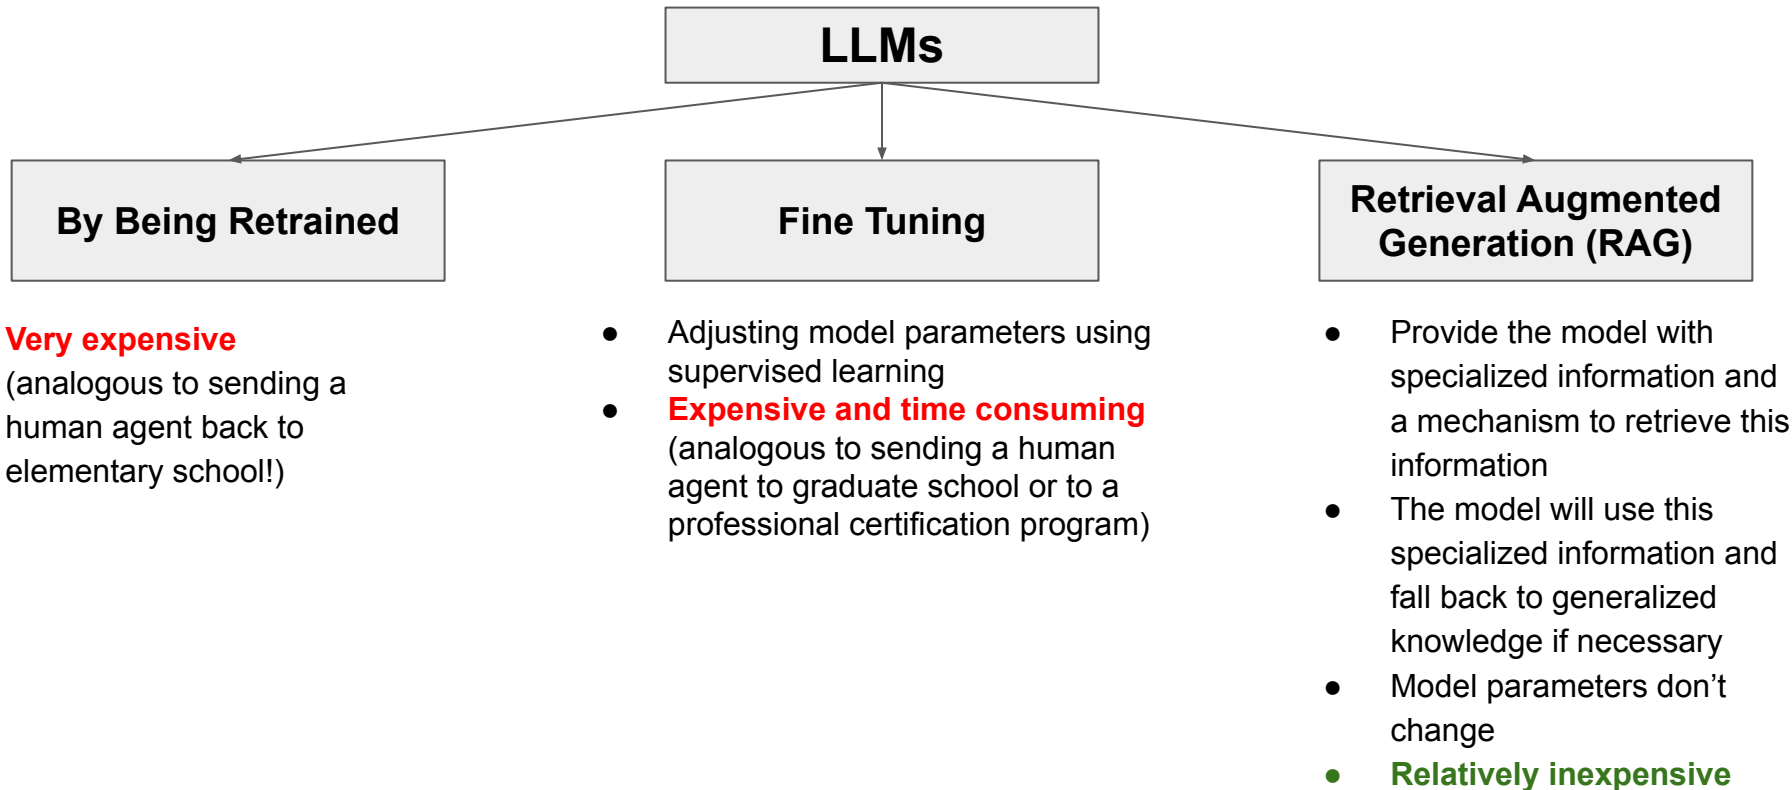 LLMs
By Being Retrained
Very expensive
(analogous to sending a
human agent back to
elementary school!)
Fine Tuning
● Adjusting model parameters using
supervised learning
● Expensive and time consuming
(analogous to sending a human
agent to graduate school or to a
professional certification program)
Retrieval Augmented
Generation (RAG)
● Provide the model with
specialized information and
a mechanism to retrieve this
information
● The model will use this
specialized information and
fall back to generalized
knowledge if necessary
● Model parameters don’t
change
● Relatively inexpensive